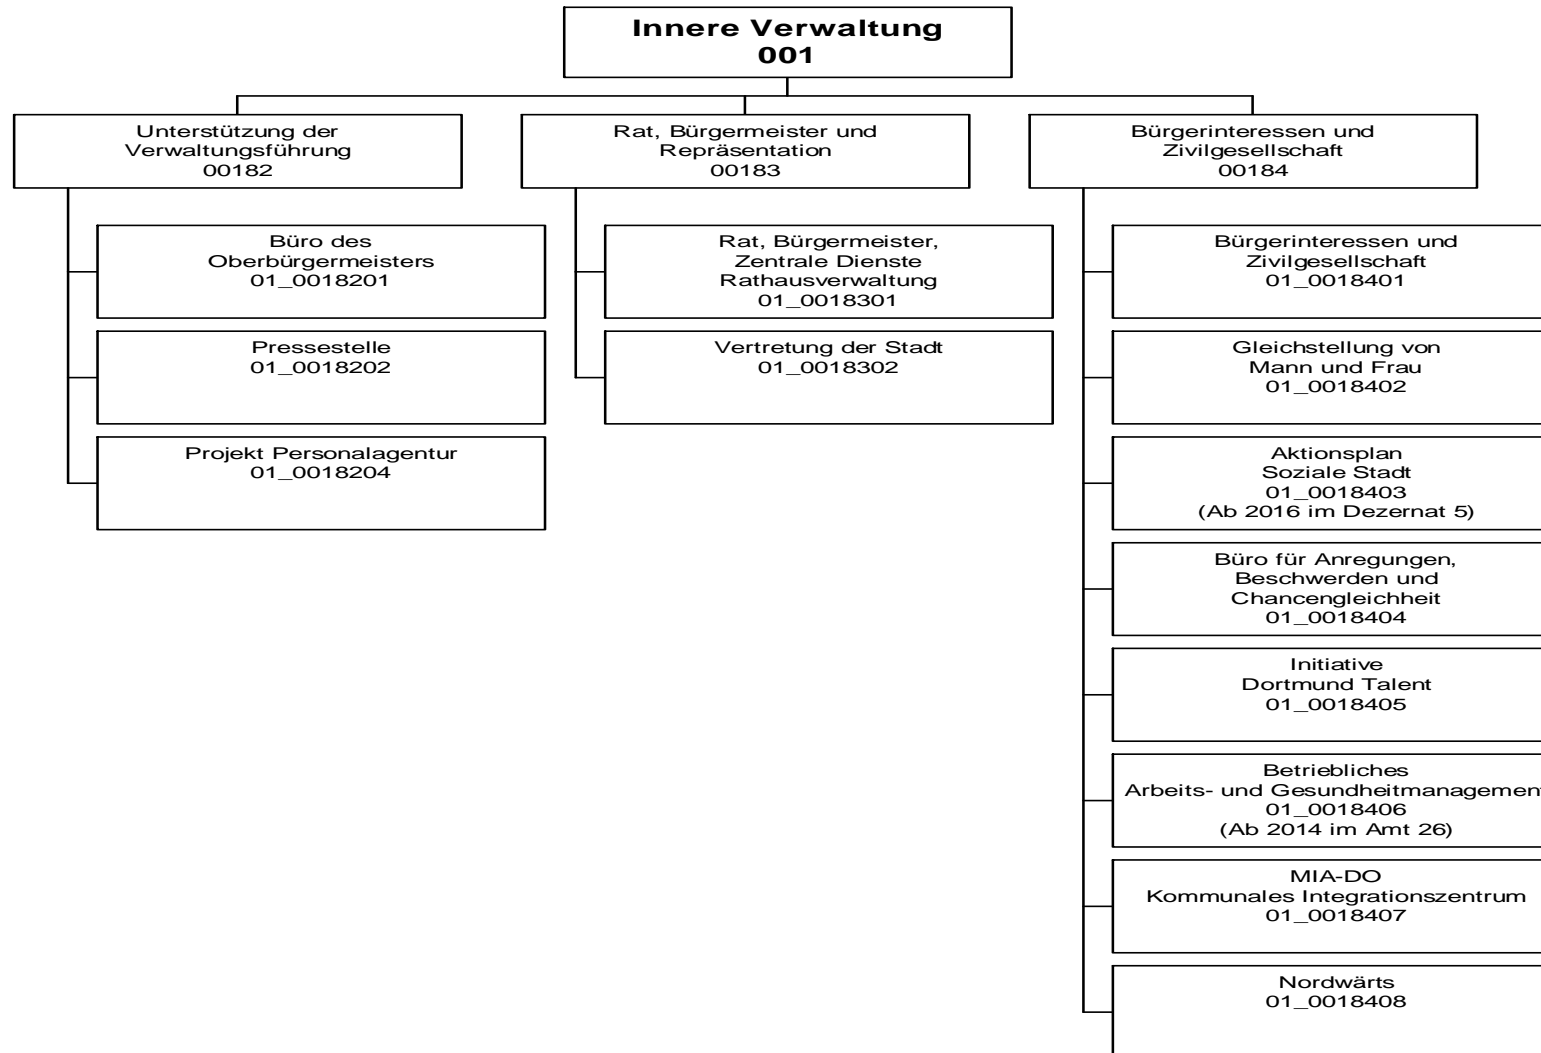 Innere Verwaltung
001
Unterstützung der
Verwaltungsführung
00182
Büro des
Oberbürgermeisters
01_0018201
Pressestelle
01_0018202
Projekt Personalagentur
01_0018204
Rat, Bürgermeister und
Repräsentation
00183
Rat, Bürgermeister,
Zentrale Dienste
Rathausverwaltung
01_0018301
Vertretung der Stadt
01_0018302
Bürgerinteressen und
Zivilgesellschaft
00184
Bürgerinteressen und
Zivilgesellschaft
01_0018401
Gleichstellung von
Mann und Frau
01_0018402
Aktionsplan
Soziale Stadt
01_0018403
(Ab 2016 im Dezernat 5)
Büro für Anregungen,
Beschwerden und
Chancengleichheit
01_0018404
Initiative
Dortmund Talent
01_0018405
Betriebliches
Arbeits- und Gesundheitmanagement
01_0018406
(Ab 2014 im Amt 26)
MIA-DO
Kommunales Integrationszentrum
01_0018407
Nordwärts
01_0018408